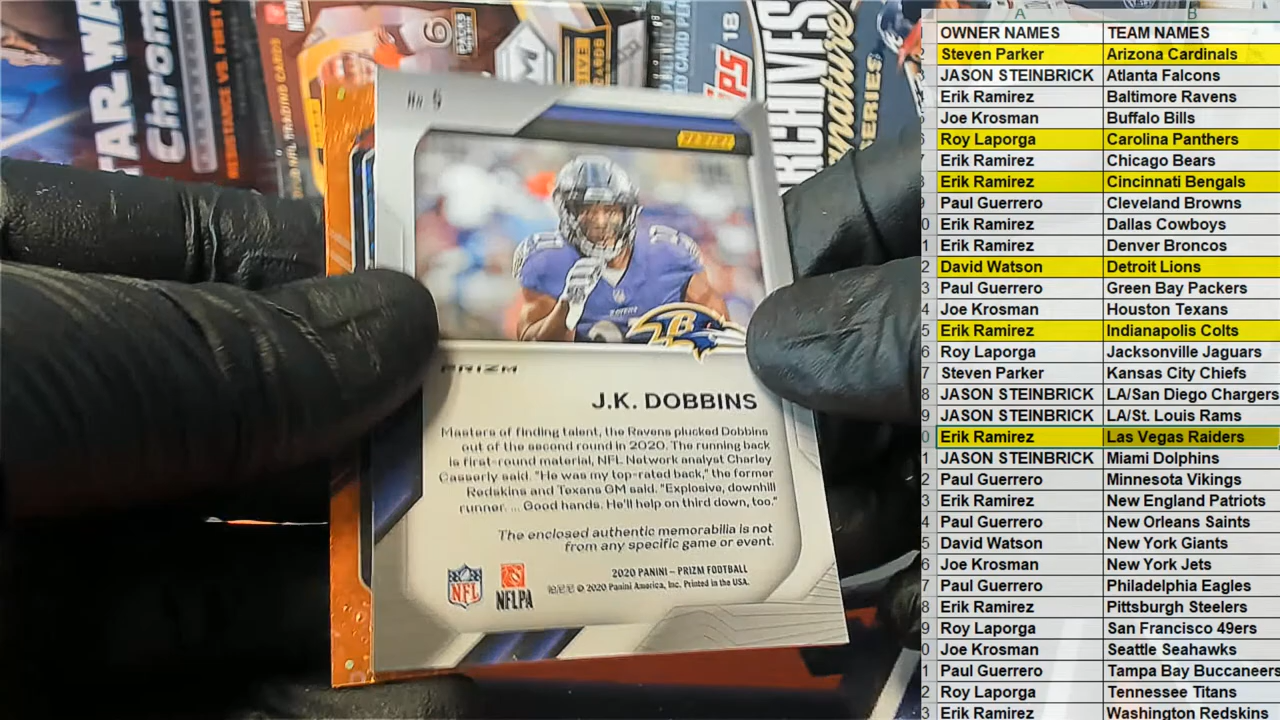 No. 6
PANINI
PRIZM
J.K. DOBBINS
Masters of finding talent, the Ravens plucked Dobbins
out of the second round in 2020. The running back
is first-round material, NFL Network analyst Charley
Casserly said. "He was my top-rated back," the former
Redskins and Texans GM said. "Explosive, downhill
runner ... Good hands. He'll help on third down, too."
The enclosed authentic memorabilia is not
from any specific game or event.
2020 PANINI – PRIZM FOOTBALL
© 2020 Panini America, Inc. Printed in the USA.
NFL
NFLPA
STAR WA
Chrom
6
PACKS
ARCHIVES
Signature
SERIES
A
B
OWNER NAMES TEAM NAMES
Steven Parker Arizona Cardinals
JASON STEINBRICK Atlanta Falcons
Erik Ramirez Baltimore Ravens
Joe Krosman Buffalo Bills
Roy Laporga Carolina Panthers
Erik Ramirez Chicago Bears
Erik Ramirez Cincinnati Bengals
Paul Guerrero Cleveland Browns
Erik Ramirez Dallas Cowboys
Erik Ramirez Denver Broncos
David Watson Detroit Lions
Paul Guerrero Green Bay Packers
Joe Krosman Houston Texans
Erik Ramirez Indianapolis Colts
Roy Laporga Jacksonville Jaguars
Steven Parker Kansas City Chiefs
JASON STEINBRICK LA/San Diego Chargers
JASON STEINBRICK LA/St. Louis Rams
Erik Ramirez Las Vegas Raiders
JASON STEINBRICK Miami Dolphins
Paul Guerrero Minnesota Vikings
Erik Ramirez New England Patriots
Paul Guerrero New Orleans Saints
David Watson New York Giants
Joe Krosman New York Jets
Paul Guerrero Philadelphia Eagles
Erik Ramirez Pittsburgh Steelers
Roy Laporga San Francisco 49ers
Joe Krosman Seattle Seahawks
Paul Guerrero Tampa Bay Buccaneers
Roy Laporga Tennessee Titans
Erik Ramirez Washington Redskins